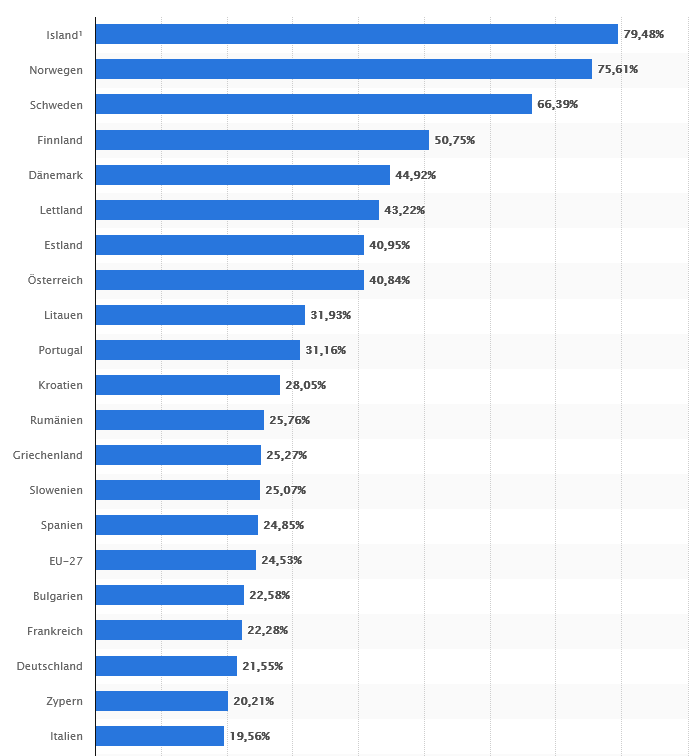 Island¹ 79,48%
Norwegen 75,61%
Schweden 66,39%
Finnland 50,75%
Dänemark 44,92%
Lettland 43,22%
Estland 40,95%
Österreich 40,84%
Litauen 31,93%
Portugal 31,16%
Kroatien 28,05%
Rumänien 25,76%
Griechenland 25,27%
Slowenien 25,07%
Spanien 24,85%
EU-27 24,53%
Bulgarien 22,58%
Frankreich 22,28%
Deutschland 21,55%
Zypern 20,21%
Italien 19,56%